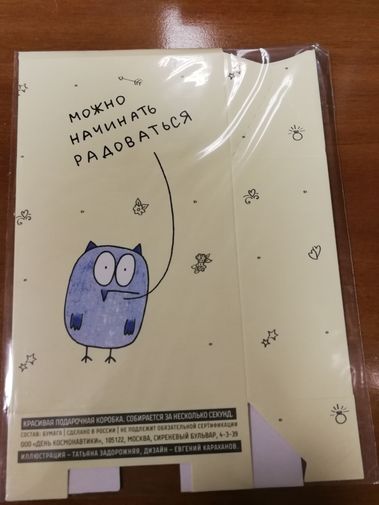 МОЖНО
НАЧИНАТЬ
РАДОВАТЬСЯ
КРАСИВАЯ ПОДАРОЧНАЯ КОРОБКА. СОБИРАЕТСЯ ЗА НЕСКОЛЬКО СЕКУНД.
СОСТАВ: БУМАГА | СДЕЛАНО В РОССИИ | НЕ ПОДЛЕЖИТ ОБЯЗАТЕЛЬНОЙ СЕРТИФИКАЦИИ
ООО «ДЕНЬ КОСМОНАВТИКИ», 105122, МОСКВА, СИРЕНЕВЫЙ БУЛЬВАР, 4-3-39
ИЛЛЮСТРАЦИЯ – ТАТЬЯНА ЗАДОРОЖНЯЯ, ДИЗАЙН – ЕВГЕНИЙ КАРАХАНОВ.